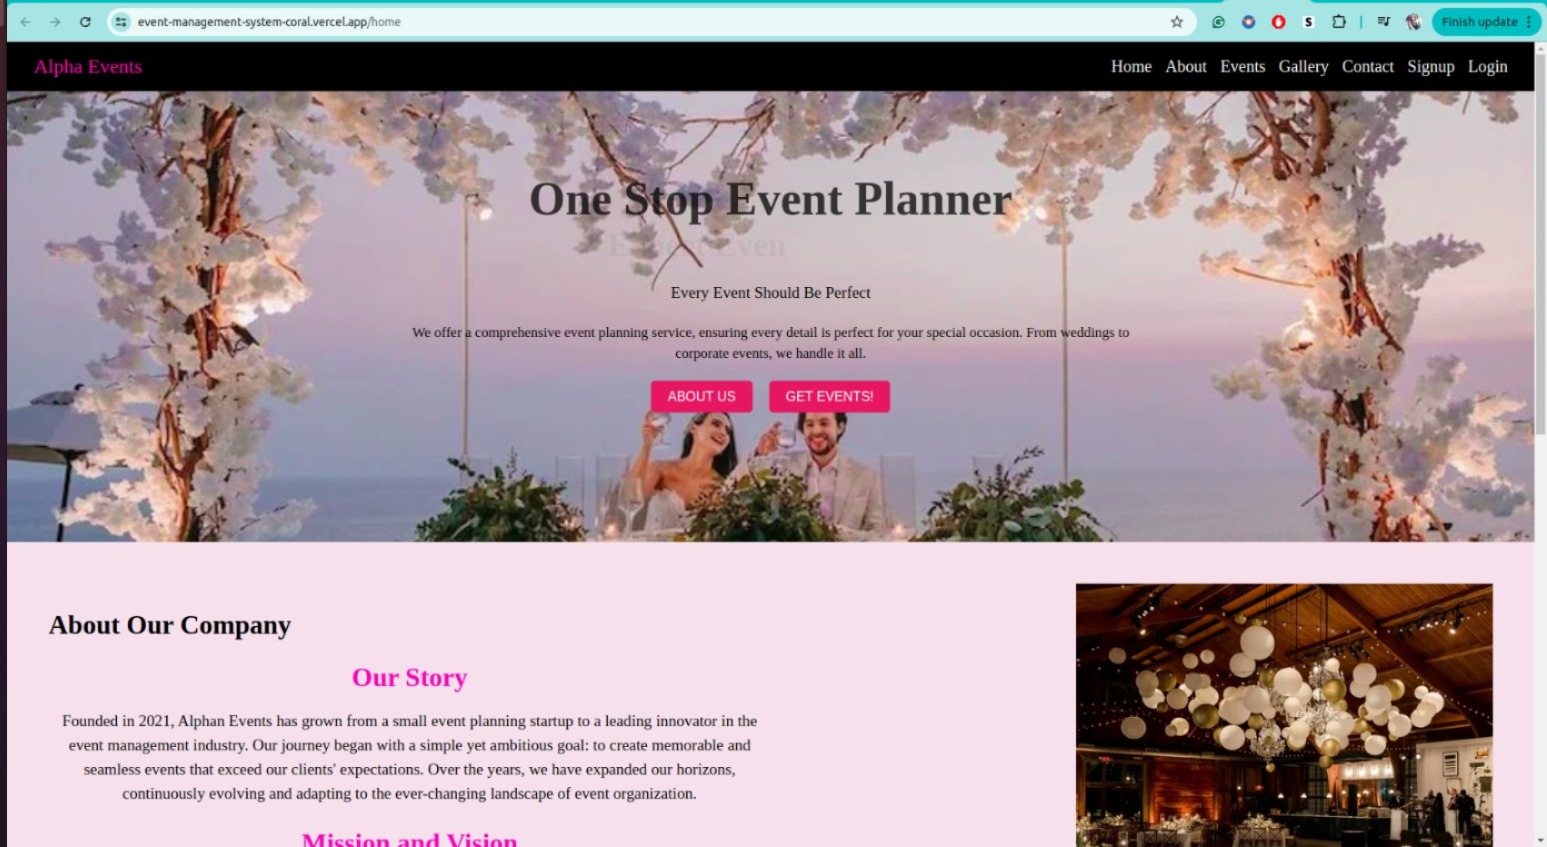 event-management-system-coral.vercel.app/home
Finish update
Alpha Events
Home About Events Gallery Contact Signup Login
One Stop Event Planner
Even
Every Event Should Be Perfect
We offer a comprehensive event planning service, ensuring every detail is perfect for your special occasion. From weddings to
corporate events, we handle it all.
ABOUT US GET EVENTS!
About Our Company
Our Story
Founded in 2021, Alphan Events has grown from a small event planning startup to a leading innovator in the
event management industry. Our journey began with a simple yet ambitious goal: to create memorable and
seamless events that exceed our clients' expectations. Over the years, we have expanded our horizons,
continuously evolving and adapting to the ever-changing landscape of event organization.
Mission and Vision